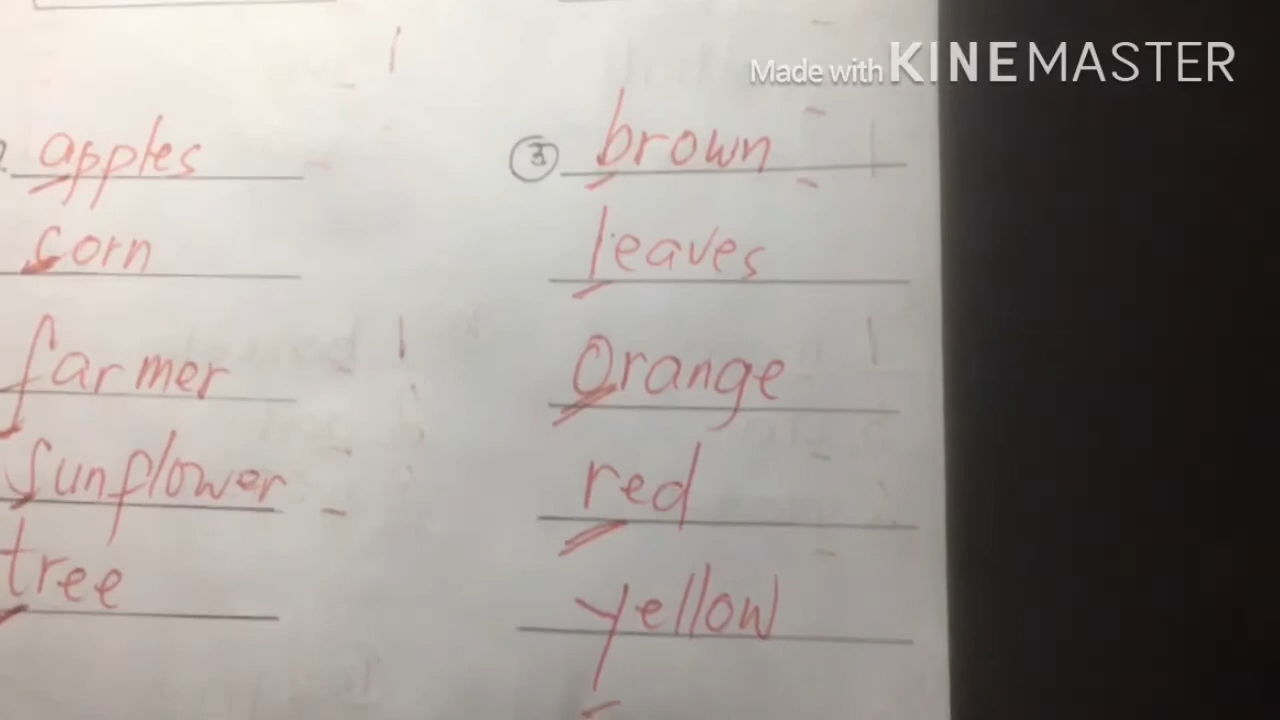 Made with KINEMASTER
apples
corn
farmer
sunflower
tree
3 brown
leaves
orange
red
yellow